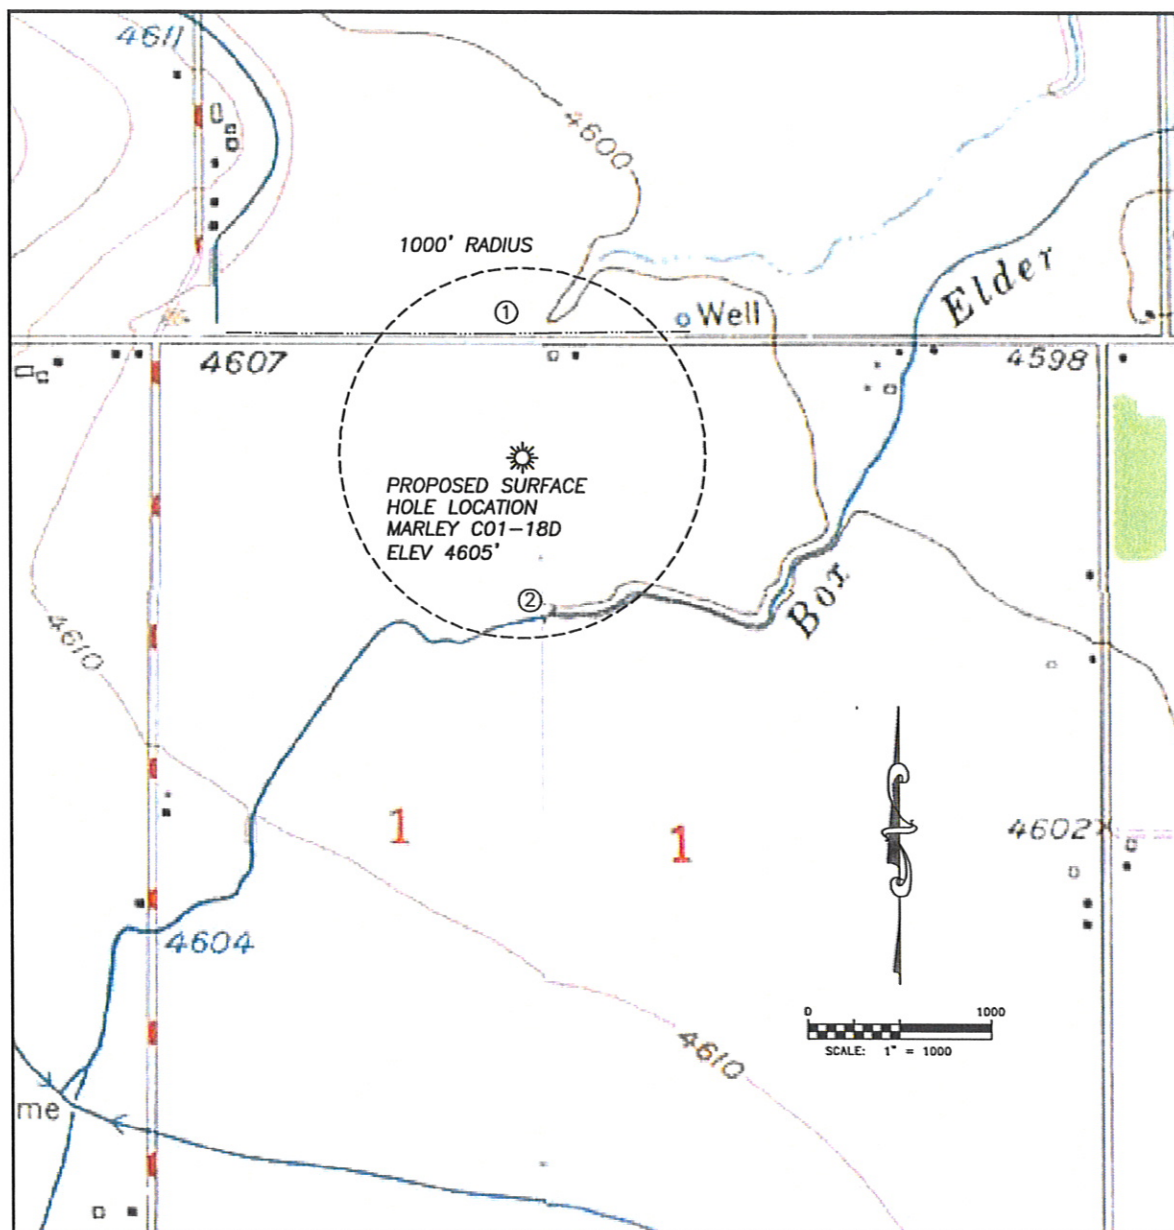 4611
4600
Elder
1000' RADIUS
①
Well
4607
4598
PROPOSED SURFACE
HOLE LOCATION
MARLEY C01-18D
ELEV 4605'
②
Box
4610
1
1
4602
4604
0 1000
SCALE: 1" = 1000
4610
me